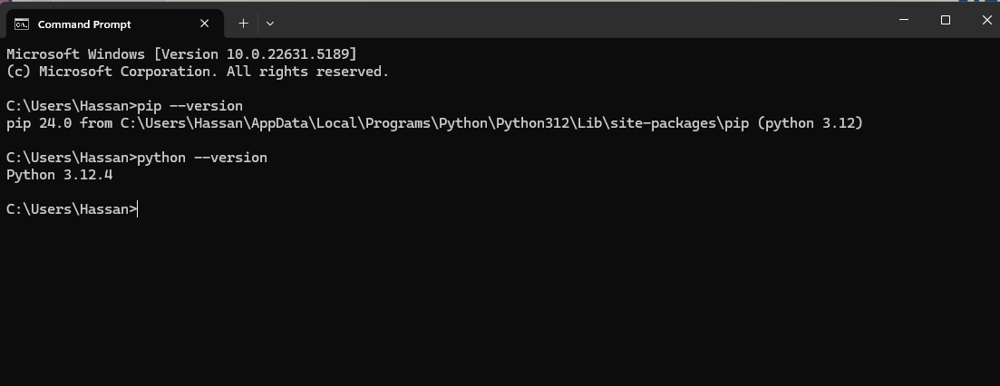 Command Prompt
Microsoft Windows [Version 10.0.22631.5189]
(c) Microsoft Corporation. All rights reserved.
C:\Users\Hassan>pip --version
pip 24.0 from C:\Users\Hassan\AppData\Local\Programs\Python\Python312\Lib\site-packages\pip (python 3.12)
C:\Users\Hassan>python --version
Python 3.12.4
C:\Users\Hassan>